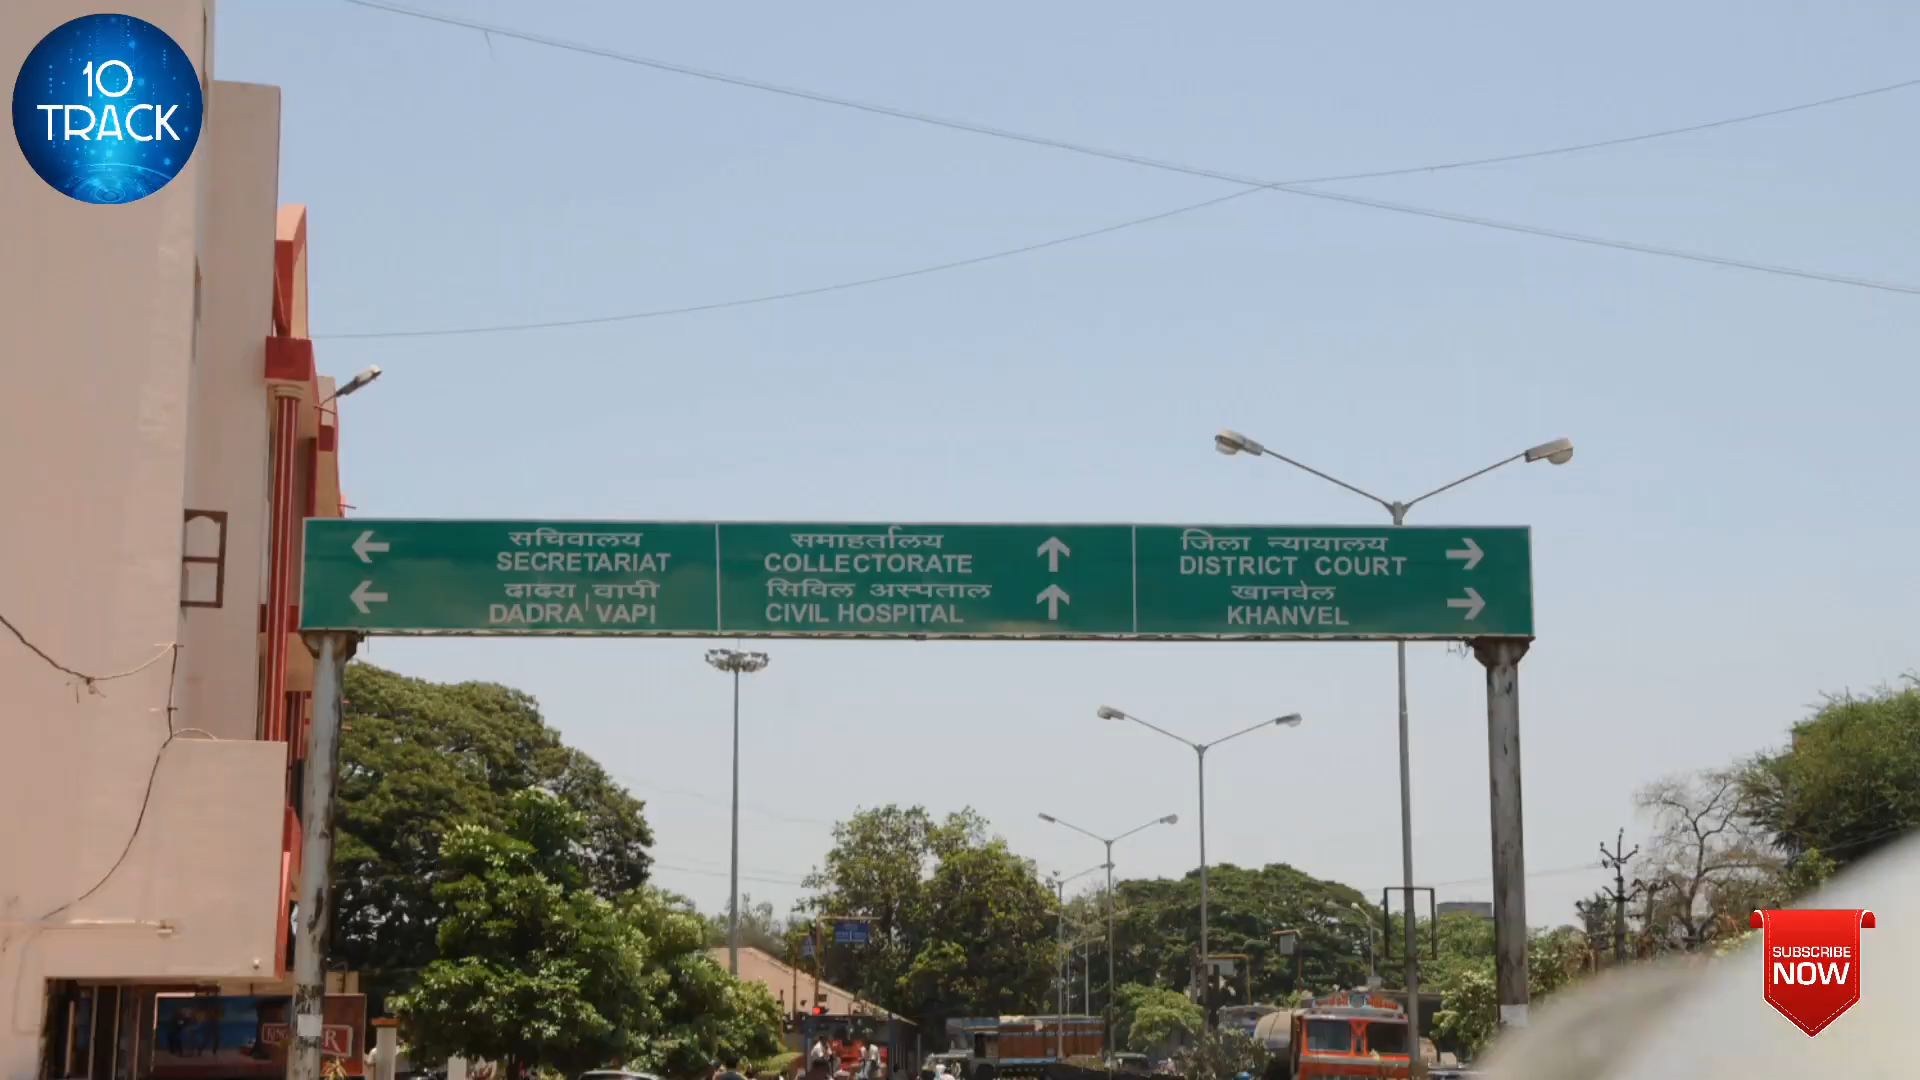 10
TRACK
सचिवालय
SECRETARIAT
दादरा वापी
DADRA VAPI
समाहर्तालय
COLLECTORATE
सिविल अस्पताल
CIVIL HOSPITAL
जिला न्यायालय
DISTRICT COURT
खानवेल
KHANVEL
SUBSCRIBE
NOW